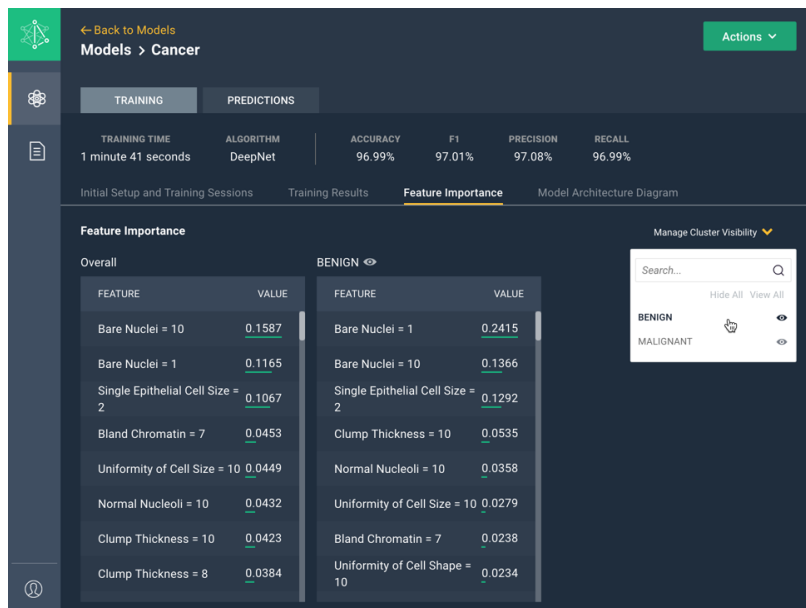 Back to Models
Models > Cancer
Actions
TRAINING
PREDICTIONS
TRAINING TIME
ALGORITHM
ACCURACY
F1
PRECISION
RECALL
1 minute 41 seconds
DeepNet
96.99%
97.01%
97.08%
96.99%
Initial Setup and Training Sessions
Training Results
Feature Importance
Model Architecture Diagram
Feature Importance
Manage Cluster Visibility
Overall
FEATURE VALUE
Bare Nuclei = 10 0.1587
Bare Nuclei = 1 0.1165
Single Epithelial Cell Size =
2 0.1067
Bland Chromatin = 7 0.0453
Uniformity of Cell Size = 10 0.0449
Normal Nucleoli = 10 0.0432
Clump Thickness = 10 0.0423
Clump Thickness = 8 0.0384
BENIGN
FEATURE VALUE
Bare Nuclei = 1 0.2415
Bare Nuclei = 10 0.1366
Single Epithelial Cell Size =
2 0.1292
Clump Thickness = 10 0.0535
Normal Nucleoli = 10 0.0358
Uniformity of Cell Size = 10 0.0279
Bland Chromatin = 7 0.0238
Uniformity of Cell Shape =
10 0.0234
Search...
Hide All View All
BENIGN
MALIGNANT